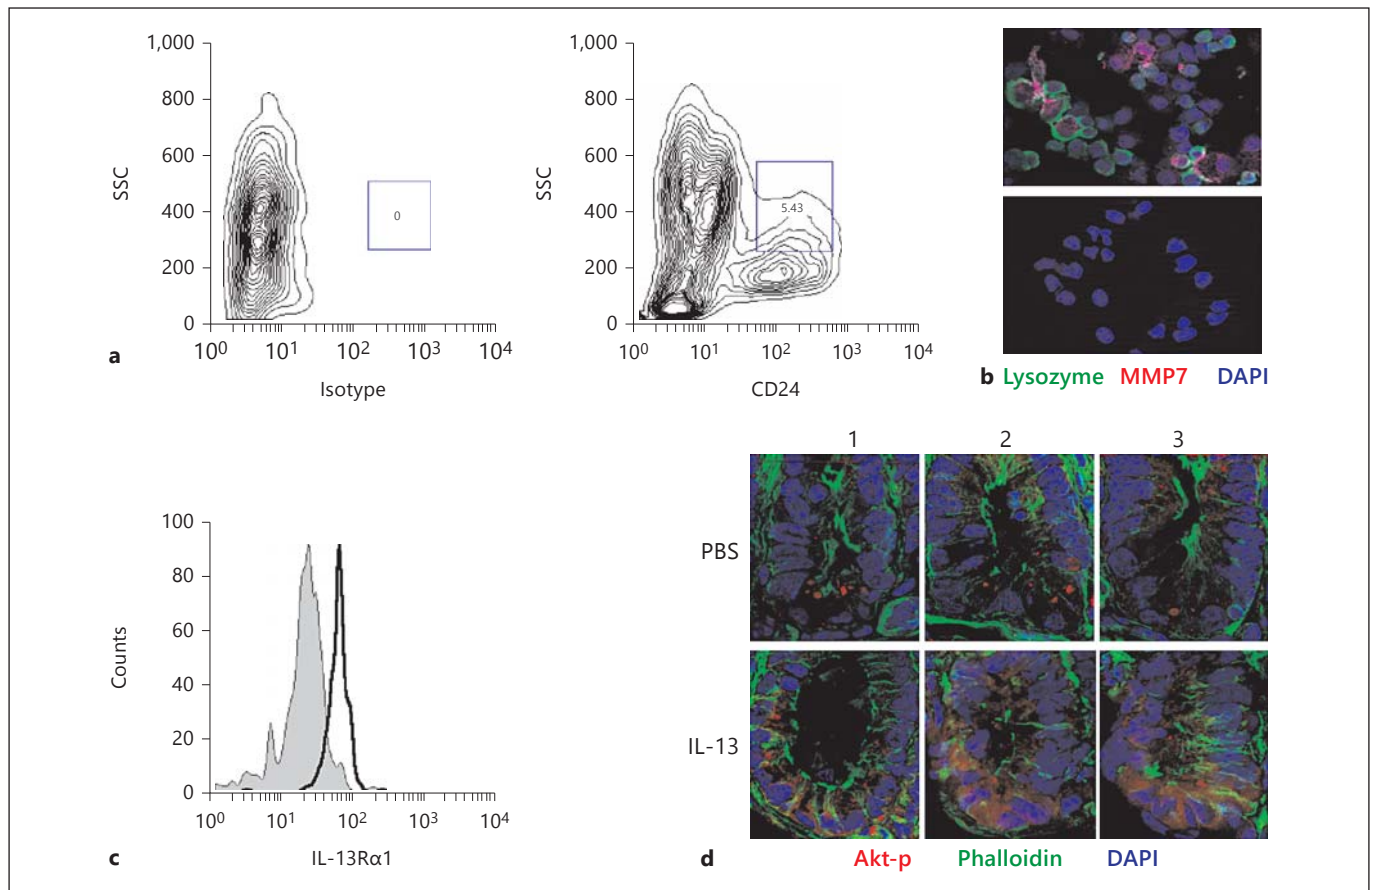 1,000
800
600
400
200
0
SSC
0
10⁰ 10¹ 10² 10³ 10⁴
Isotype
a
1,000
800
600
400
200
0
SSC
5.43
10⁰ 10¹ 10² 10³ 10⁴
CD24
b Lysozyme MMP7 DAPI
100
80
60
40
20
0
Counts
10⁰ 10¹ 10² 10³ 10⁴
c IL-13Rα1
1 2 3
PBS
IL-13
d Akt-p Phalloidin DAPI